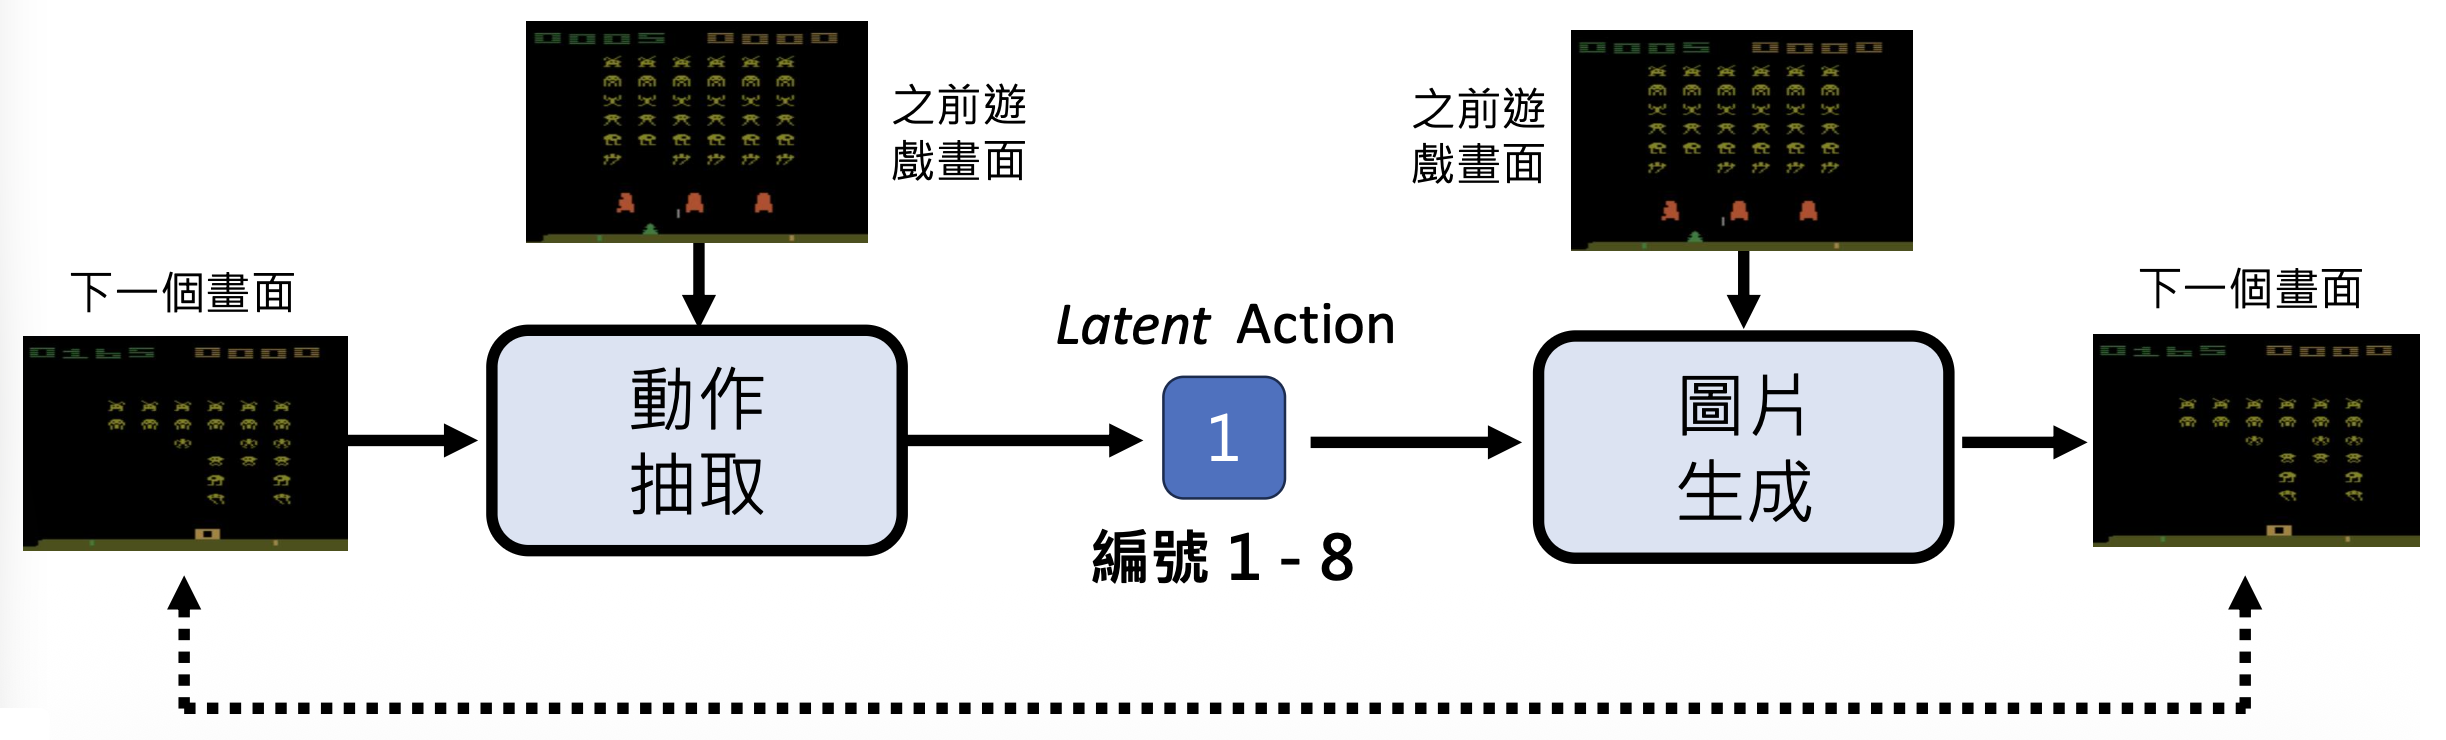 0005 0000
之前遊
戲畫面
0005 0000
之前遊
戲畫面
下一個畫面
0165 0000
動作
抽取
Latent Action
1
編號 1 - 8
圖片
生成
下一個畫面
0165 0000